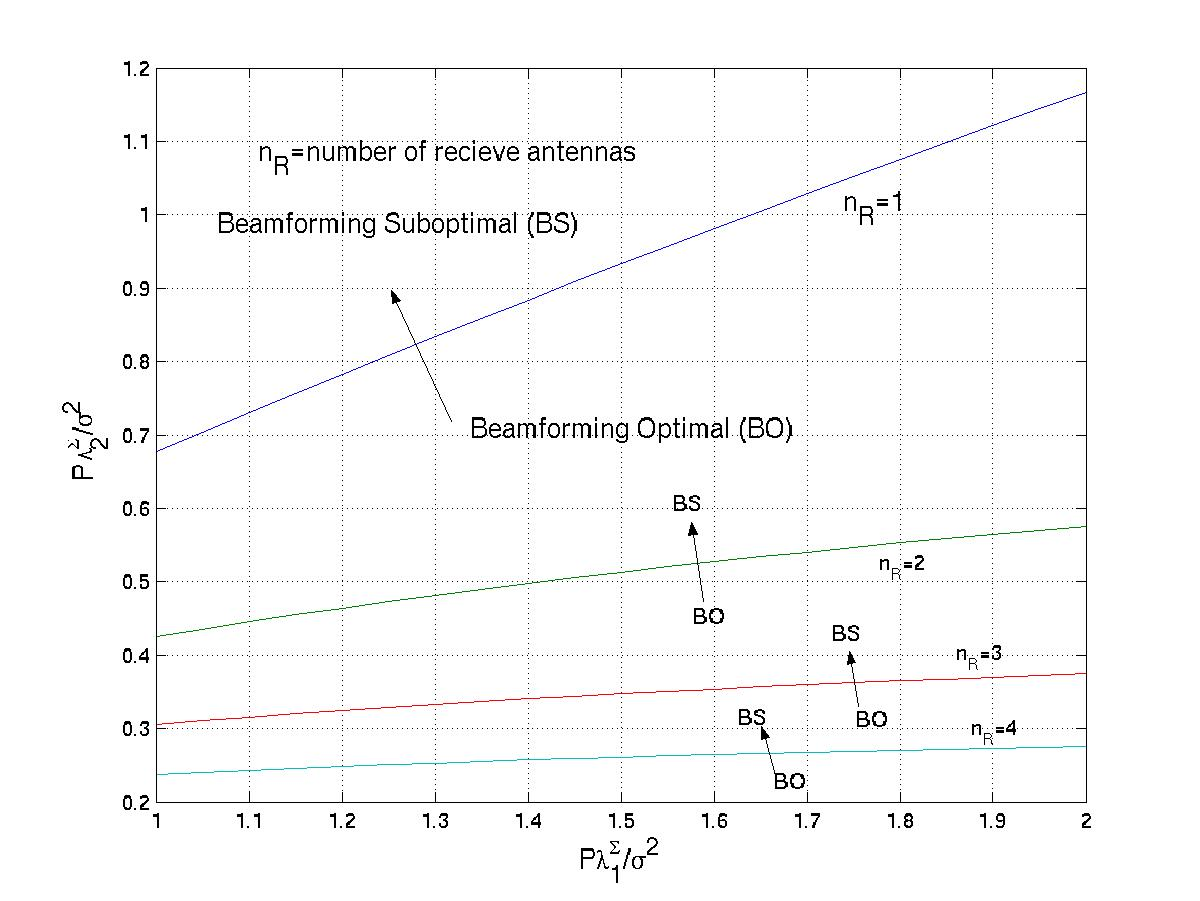 1.2
1.1
n_R=number of recieve antennas
1
n_R=1
Beamforming Suboptimal (BS)
0.9
0.8
0.7
Beamforming Optimal (BO)
Pλ_2^Σ/σ^2
0.6
BS
0.5
n_R=2
BO
0.4
BS
n_R=3
0.3
BS
BO
n_R=4
BO
0.2
1 1.1 1.2 1.3 1.4 1.5 1.6 1.7 1.8 1.9 2
Pλ_1^Σ/σ^2